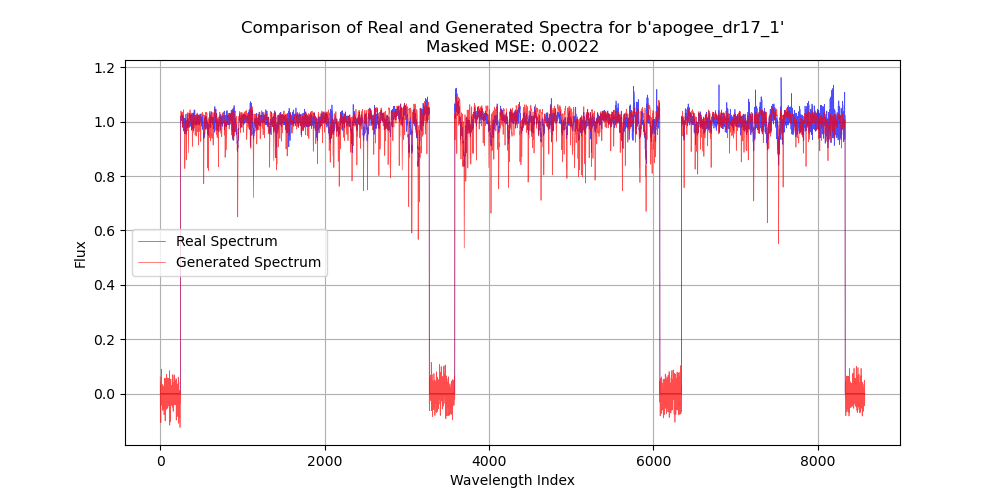 Comparison of Real and Generated Spectra for b'apogee_dr17_1'
Masked MSE: 0.0022
1.2
1.0
0.8
0.6
0.4
0.2
0.0
Flux
Real Spectrum
Generated Spectrum
0
2000
4000
6000
8000
Wavelength Index